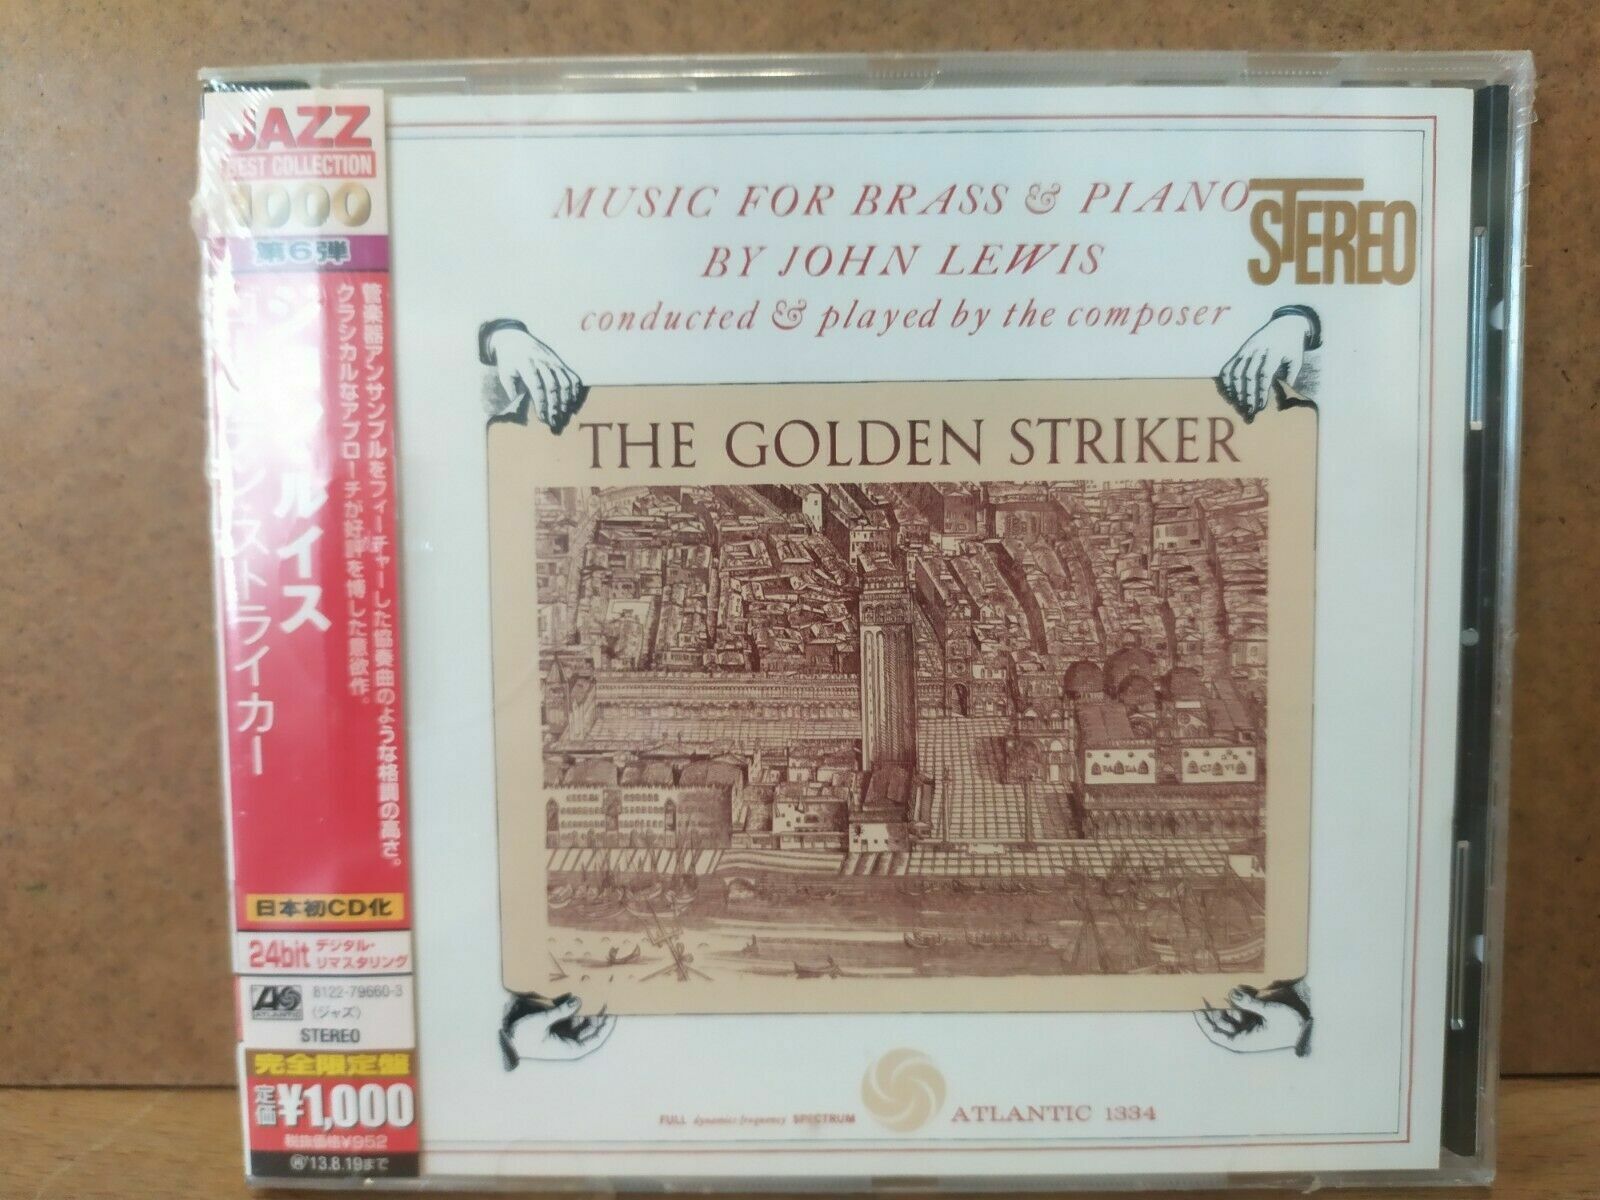 JAZZ
BEST COLLECTION
1000
第6弾
管楽器アンサンブルをフィーチャーした協奏曲のような格調の高さ。
クラシカルなアプローチが好評を博した意欲作。
ルイス
ストライカー
日本初CD化
24bit デジタル・
リマスタリング
ATLANTIC
8122-79660-3
(ジャズ)
STEREO
完全限定盤
定価¥1,000
税抜価格¥952
'13.8.19まで
MUSIC FOR BRASS & PIANO
STEREO
BY JOHN LEWIS
conducted & played by the composer
THE GOLDEN STRIKER
FULL dynamics-frequency SPECTRUM
ATLANTIC 1334